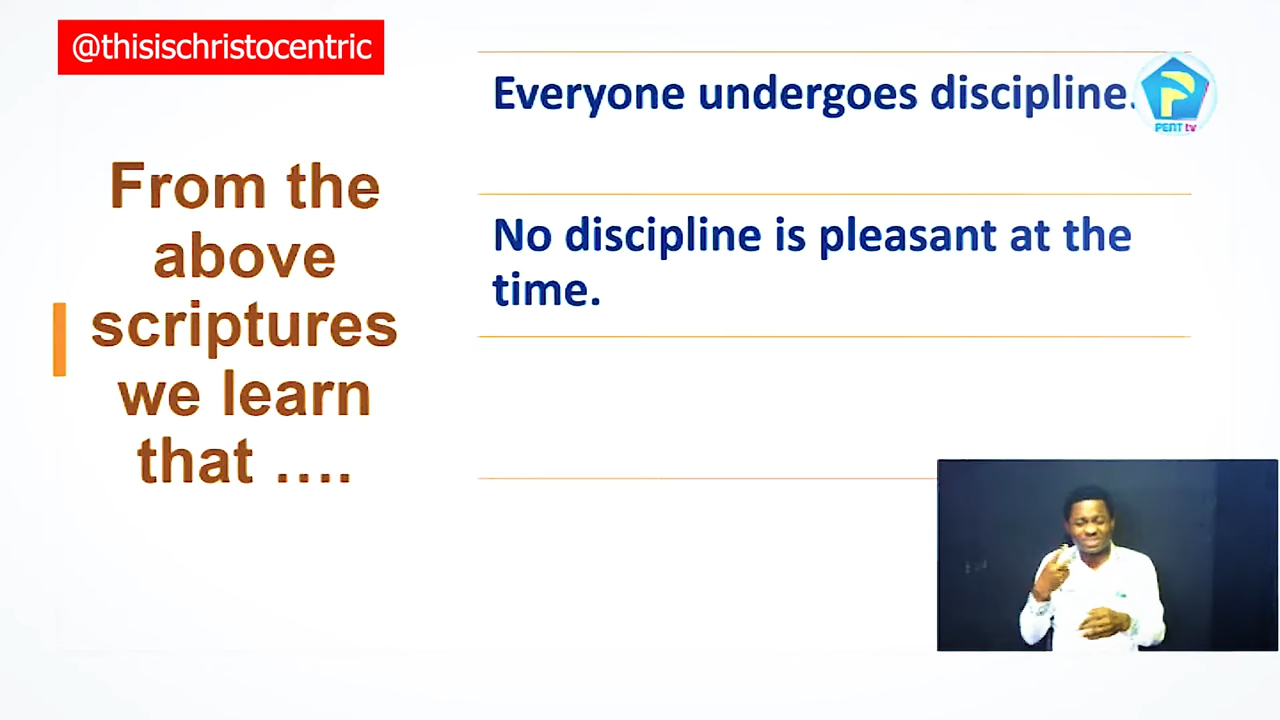 @thisischristocentric
From the
above
scriptures
we learn
that ....
Everyone undergoes discipline.
No discipline is pleasant at the
time.
PENT tv